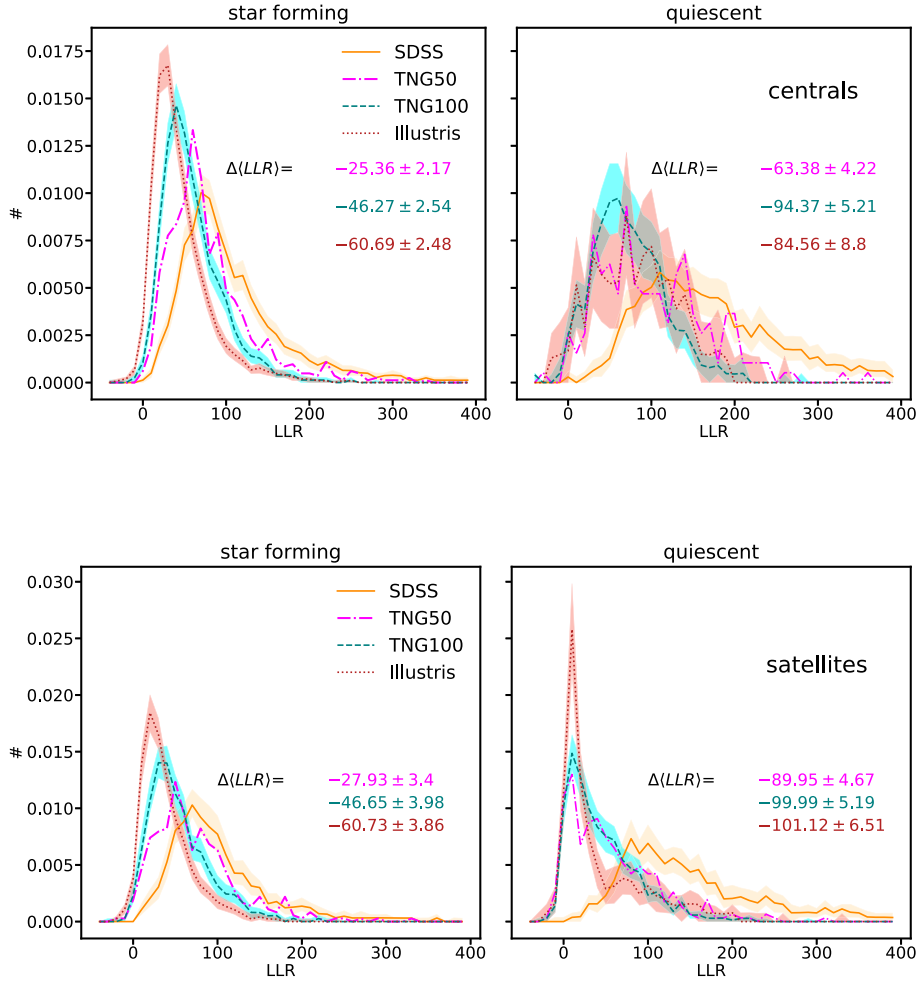 star forming
quiescent
0.0175
0.0150
0.0125
0.0100
0.0075
0.0050
0.0025
0.0000
#
SDSS
TNG50
TNG100
Illustris
Δ⟨LLR⟩=
−25.36 ± 2.17
−46.27 ± 2.54
−60.69 ± 2.48
centrals
−63.38 ± 4.22
−94.37 ± 5.21
−84.56 ± 8.8
0 100 200 300 400
LLR
0 100 200 300 400
LLR
star forming
quiescent
0.030
0.025
0.020
0.015
0.010
0.005
0.000
#
SDSS
TNG50
TNG100
Illustris
Δ⟨LLR⟩=
−27.93 ± 3.4
−46.65 ± 3.98
−60.73 ± 3.86
satellites
Δ⟨LLR⟩=
−89.95 ± 4.67
−99.99 ± 5.19
−101.12 ± 6.51
0 100 200 300 400
LLR
0 100 200 300 400
LLR